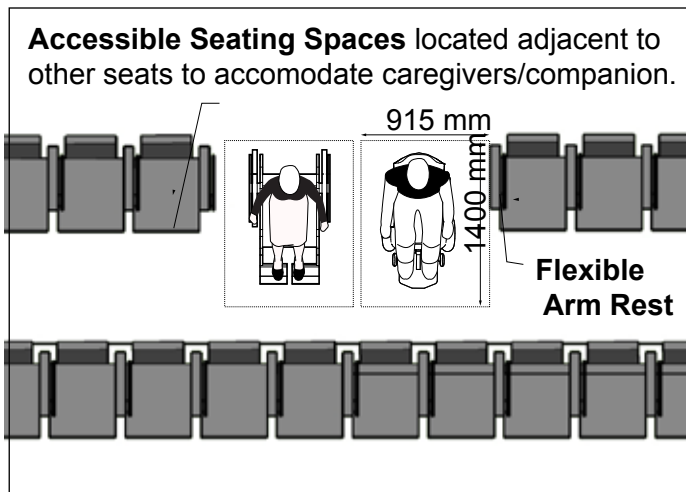 Accessible Seating Spaces located adjacent to
other seats to accomodate caregivers/companion.
915 mm
1400 mm
Flexible
Arm Rest